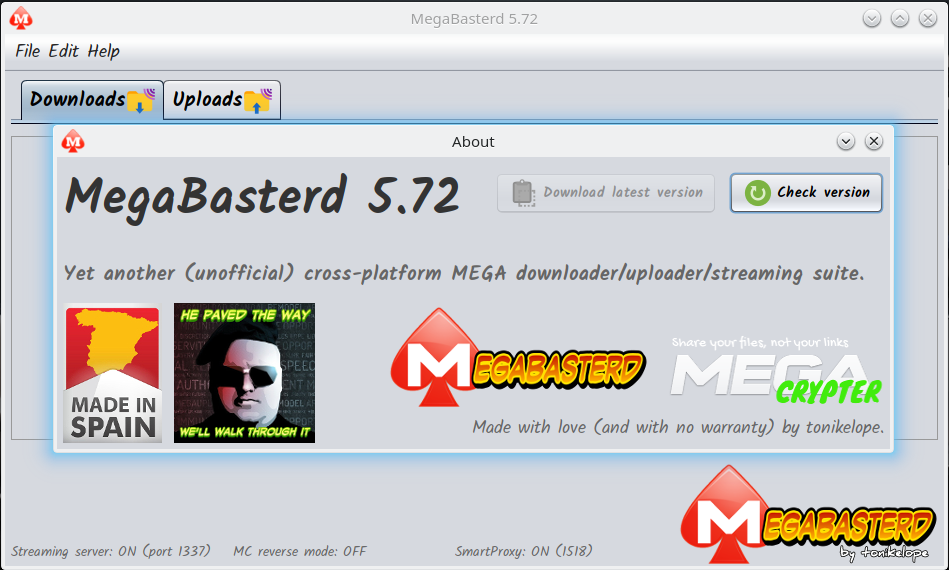 MegaBasterd 5.72
File Edit Help
Downloads Uploads
About
MegaBasterd 5.72 Download latest version Check version
Yet another (unofficial) cross-platform MEGA downloader/uploader/streaming suite.
MADE IN
SPAIN
HE PAVED THE WAY
WE'LL WALK THROUGH IT
MEGABASTERD
Share your files, not your links
MEGA
CRYPTER
Made with love (and with no warranty) by tonikelope.
MEGABASTERD
by tonikelope
Streaming server: ON (port 1337) MC reverse mode: OFF SmartProxy: ON (1518)